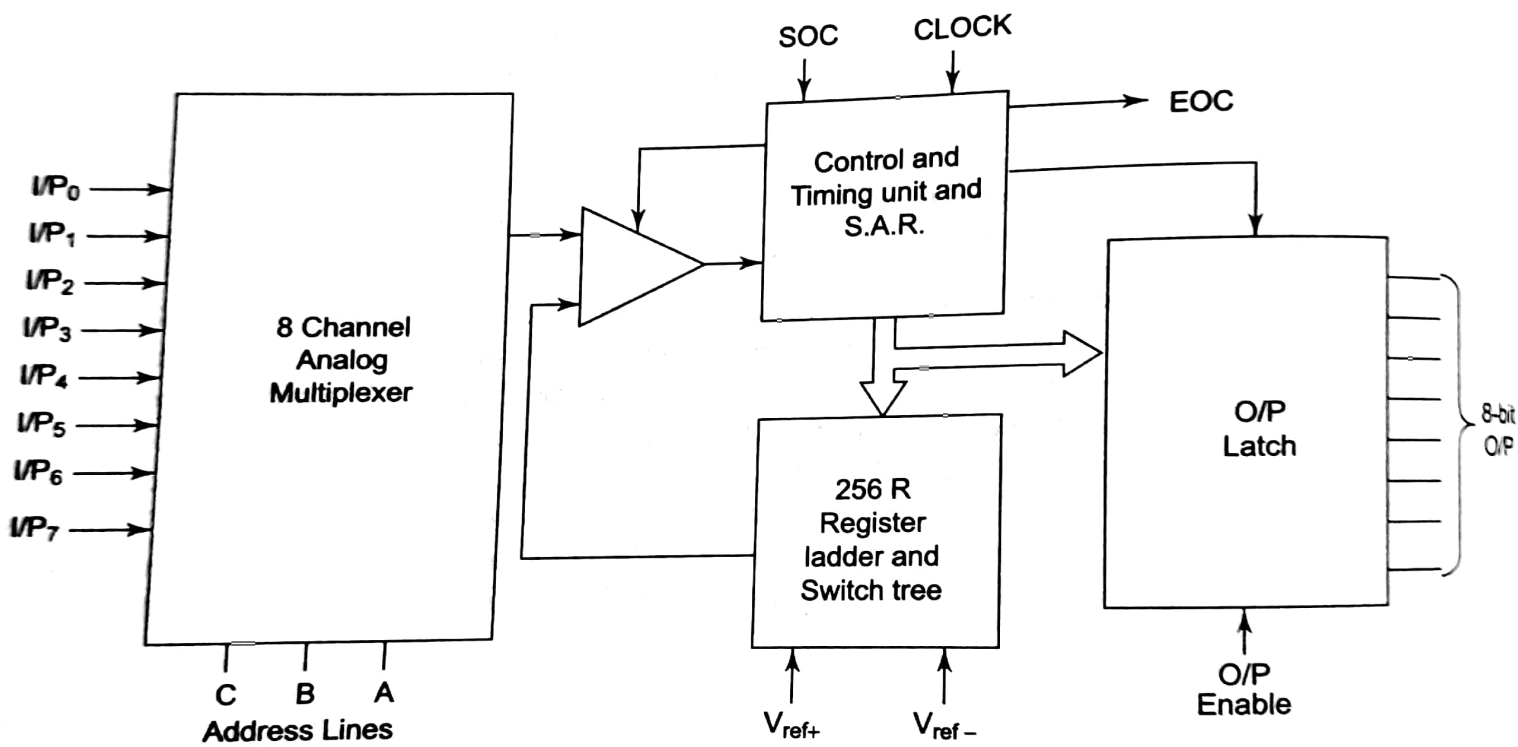 SOC
CLOCK
EOC
Control and
Timing unit and
S.A.R.
I/P0
I/P1
I/P2
I/P3
I/P4
I/P5
I/P6
I/P7
8 Channel
Analog
Multiplexer
O/P
Latch
8-bit
O/P
256 R
Register
ladder and
Switch tree
C B A
Address Lines
Vref+
Vref –
O/P
Enable